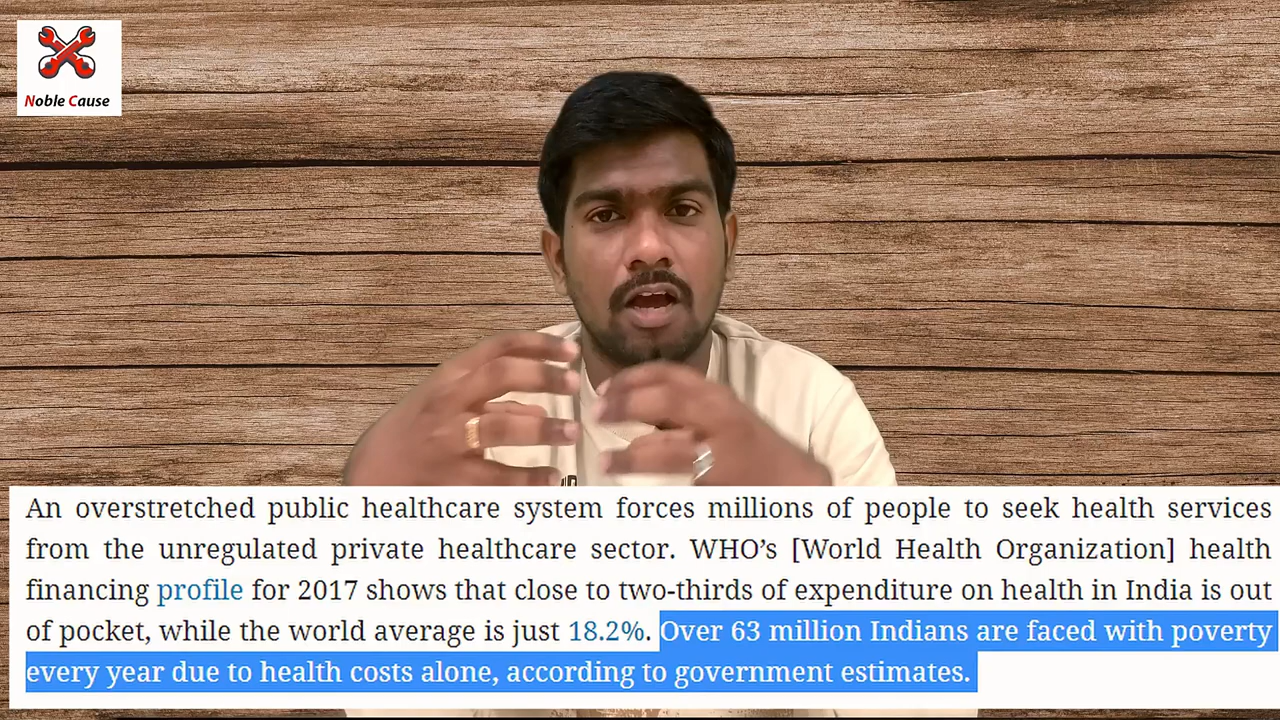 Noble Cause
An overstretched public healthcare system forces millions of people to seek health services
from the unregulated private healthcare sector. WHO’s [World Health Organization] health
financing profile for 2017 shows that close to two-thirds of expenditure on health in India is out
of pocket, while the world average is just 18.2%. Over 63 million Indians are faced with poverty
every year due to health costs alone, according to government estimates.